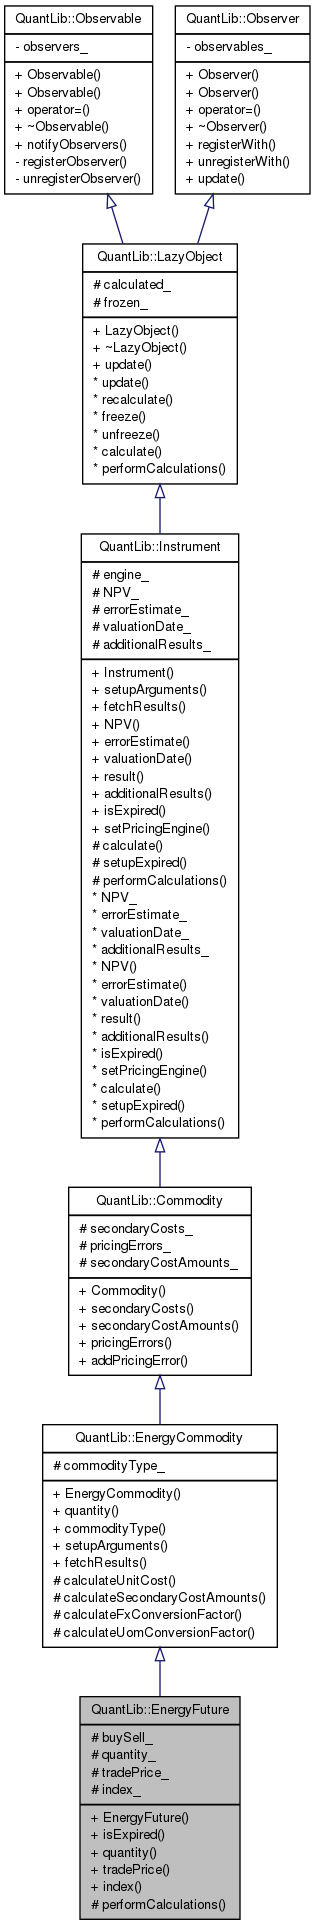 QuantLib::Observable
- observers_
+ Observable()
+ Observable()
+ operator=()
+ ~Observable()
+ notifyObservers()
- registerObserver()
- unregisterObserver()
QuantLib::Observer
- observables_
+ Observer()
+ Observer()
+ operator=()
+ ~Observer()
+ registerWith()
+ unregisterWith()
+ update()
QuantLib::LazyObject
# calculated_
# frozen_
+ LazyObject()
+ ~LazyObject()
+ update()
* update()
* recalculate()
* freeze()
* unfreeze()
* calculate()
* performCalculations()
QuantLib::Instrument
# engine_
# NPV_
# errorEstimate_
# valuationDate_
# additionalResults_
+ Instrument()
+ setupArguments()
+ fetchResults()
+ NPV()
+ errorEstimate()
+ valuationDate()
+ result()
+ additionalResults()
+ isExpired()
+ setPricingEngine()
# calculate()
# setupExpired()
# performCalculations()
* NPV_
* errorEstimate_
* valuationDate_
* additionalResults_
* NPV()
* errorEstimate()
* valuationDate()
* result()
* additionalResults()
* isExpired()
* setPricingEngine()
* calculate()
* setupExpired()
* performCalculations()
QuantLib::Commodity
# secondaryCosts_
# pricingErrors_
# secondaryCostAmounts_
+ Commodity()
+ secondaryCosts()
+ secondaryCostAmounts()
+ pricingErrors()
+ addPricingError()
QuantLib::EnergyCommodity
# commodityType_
+ EnergyCommodity()
+ quantity()
+ commodityType()
+ setupArguments()
+ fetchResults()
# calculateUnitCost()
# calculateSecondaryCostAmounts()
# calculateFxConversionFactor()
# calculateUomConversionFactor()
QuantLib::EnergyFuture
# buySell_
# quantity_
# tradePrice_
# index_
+ EnergyFuture()
+ isExpired()
+ quantity()
+ tradePrice()
+ index()
# performCalculations()